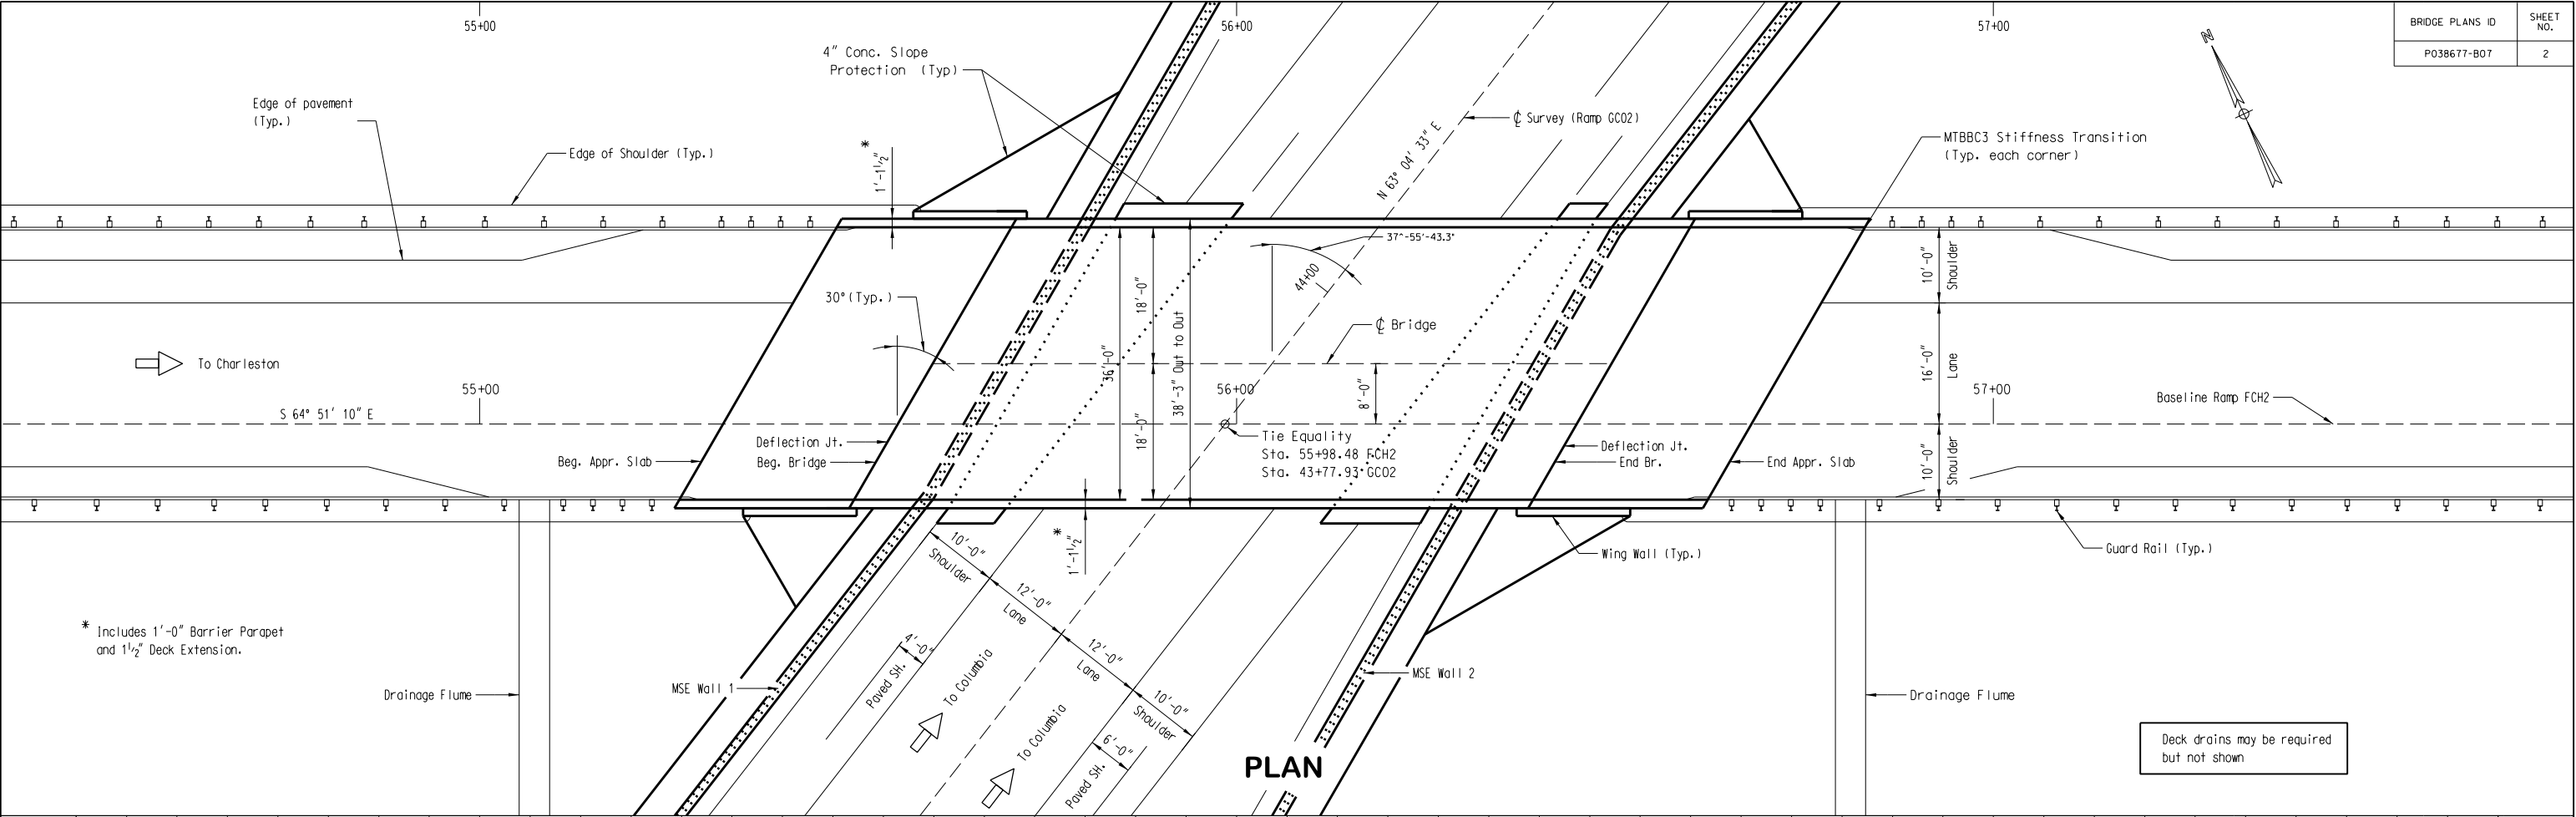 55+00
56+00
57+00
BRIDGE PLANS ID
SHEET
NO.
P038677-B07
2
N
4" Conc. Slope
Protection (Typ)
Edge of pavement
(Typ.)
Edge of Shoulder (Typ.)
*
1'-1½"
℄ Survey (Ramp GC02)
N 63° 04' 33" E
MTBBC3 Stiffness Transition
(Typ. each corner)
37^-55'-43.3"
44+00
30°(Typ.)
18'-0"
36'-0"
38'-3" Out to Out
18'-0"
℄ Bridge
8'-0"
10'-0"
Shoulder
16'-0"
Lane
10'-0"
Shoulder
To Charleston
55+00
56+00
57+00
S 64° 51' 10" E
Baseline Ramp FCH2
Deflection Jt.
Beg. Bridge
Beg. Appr. Slab
Tie Equality
Sta. 55+98.48 FCH2
Sta. 43+77.93 GC02
Deflection Jt.
End Br.
End Appr. Slab
*
1'-1½"
10'-0"
Shoulder
12'-0"
Lane
12'-0"
Lane
10'-0"
Shoulder
4'-0"
Paved SH.
6'-0"
Paved SH.
To Columbia
To Columbia
Wing Wall (Typ.)
Guard Rail (Typ.)
* Includes 1'-0" Barrier Parapet
and 1½" Deck Extension.
Drainage Flume
MSE Wall 1
MSE Wall 2
Drainage Flume
Deck drains may be required
but not shown
PLAN